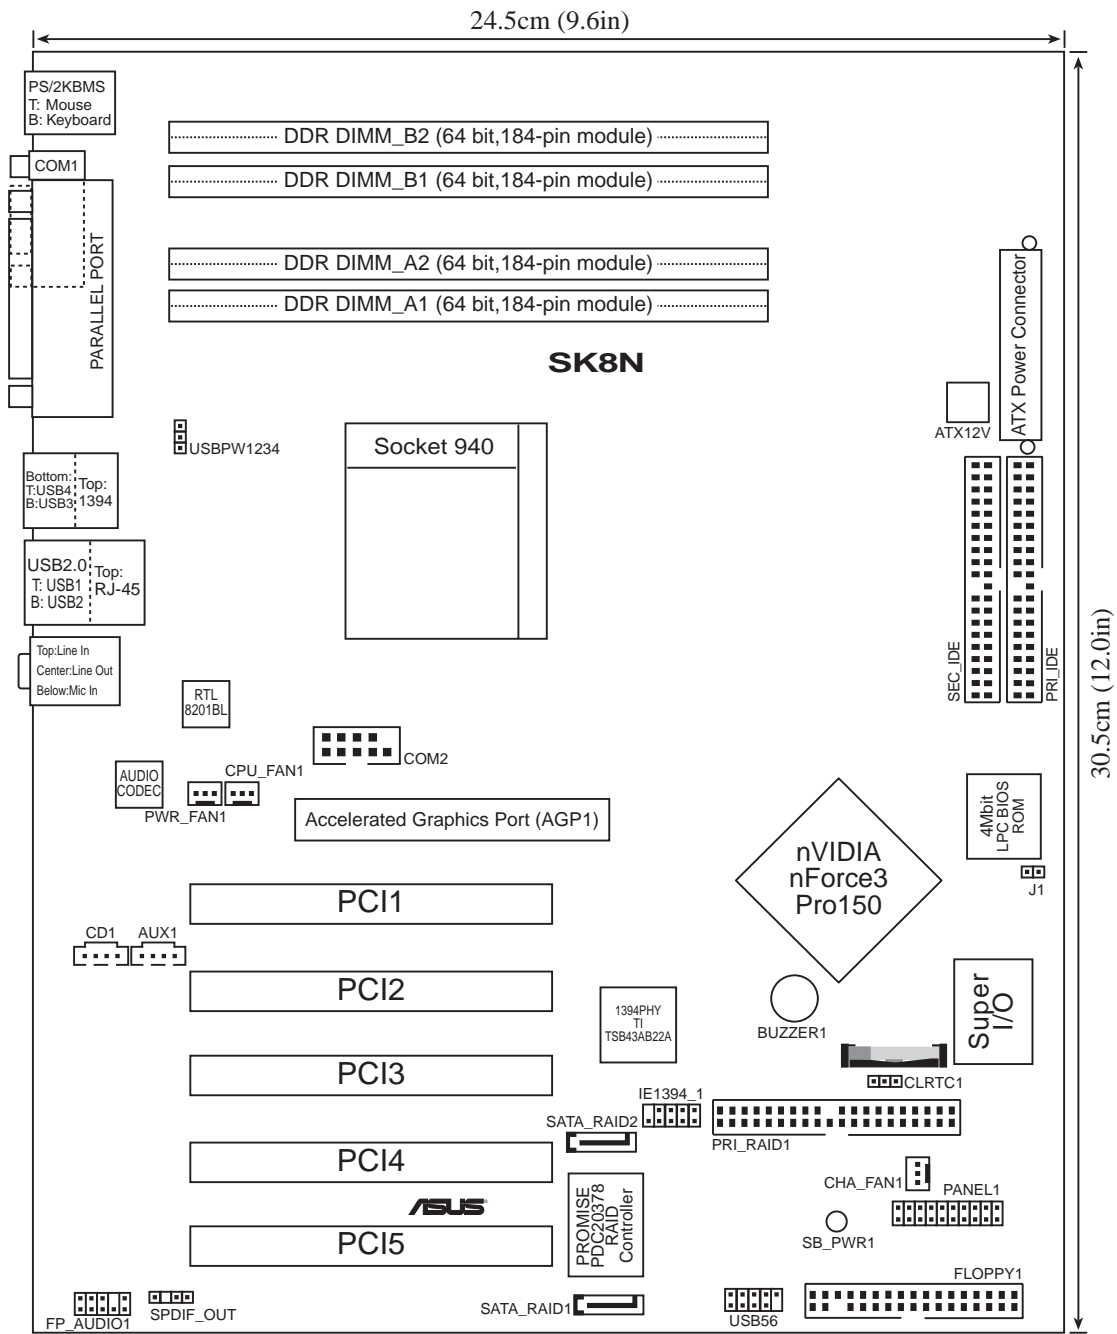 24.5cm (9.6in)
PS/2KBMS
T: Mouse
B: Keyboard
DDR DIMM_B2 (64 bit,184-pin module)
COM1
DDR DIMM_B1 (64 bit,184-pin module)
PARALLEL PORT
DDR DIMM_A2 (64 bit,184-pin module)
DDR DIMM_A1 (64 bit,184-pin module)
ATX Power Connector
SK8N
ATX12V
USBPW1234
Socket 940
Bottom:
T:USB4
B:USB3
Top:
1394
USB2.0
T: USB1
B: USB2
Top:
RJ-45
SEC_IDE
PRI_IDE
30.5cm (12.0in)
Top:Line In
Center:Line Out
Below:Mic In
RTL
8201BL
COM2
AUDIO
CODEC
CPU_FAN1
PWR_FAN1
Accelerated Graphics Port (AGP1)
4Mbit
LPC BIOS
ROM
nVIDIA
nForce3
Pro150
J1
PCI1
CD1
AUX1
PCI2
1394PHY
TI
TSB43AB22A
BUZZER1
Super
I/O
PCI3
CLRTC1
IE1394_1
SATA_RAID2
PRI_RAID1
PCI4
CHA_FAN1
PANEL1
ASUS
PROMISE
PDC20378
RAID
Controller
PCI5
SB_PWR1
FLOPPY1
FP_AUDIO1
SPDIF_OUT
SATA_RAID1
USB56